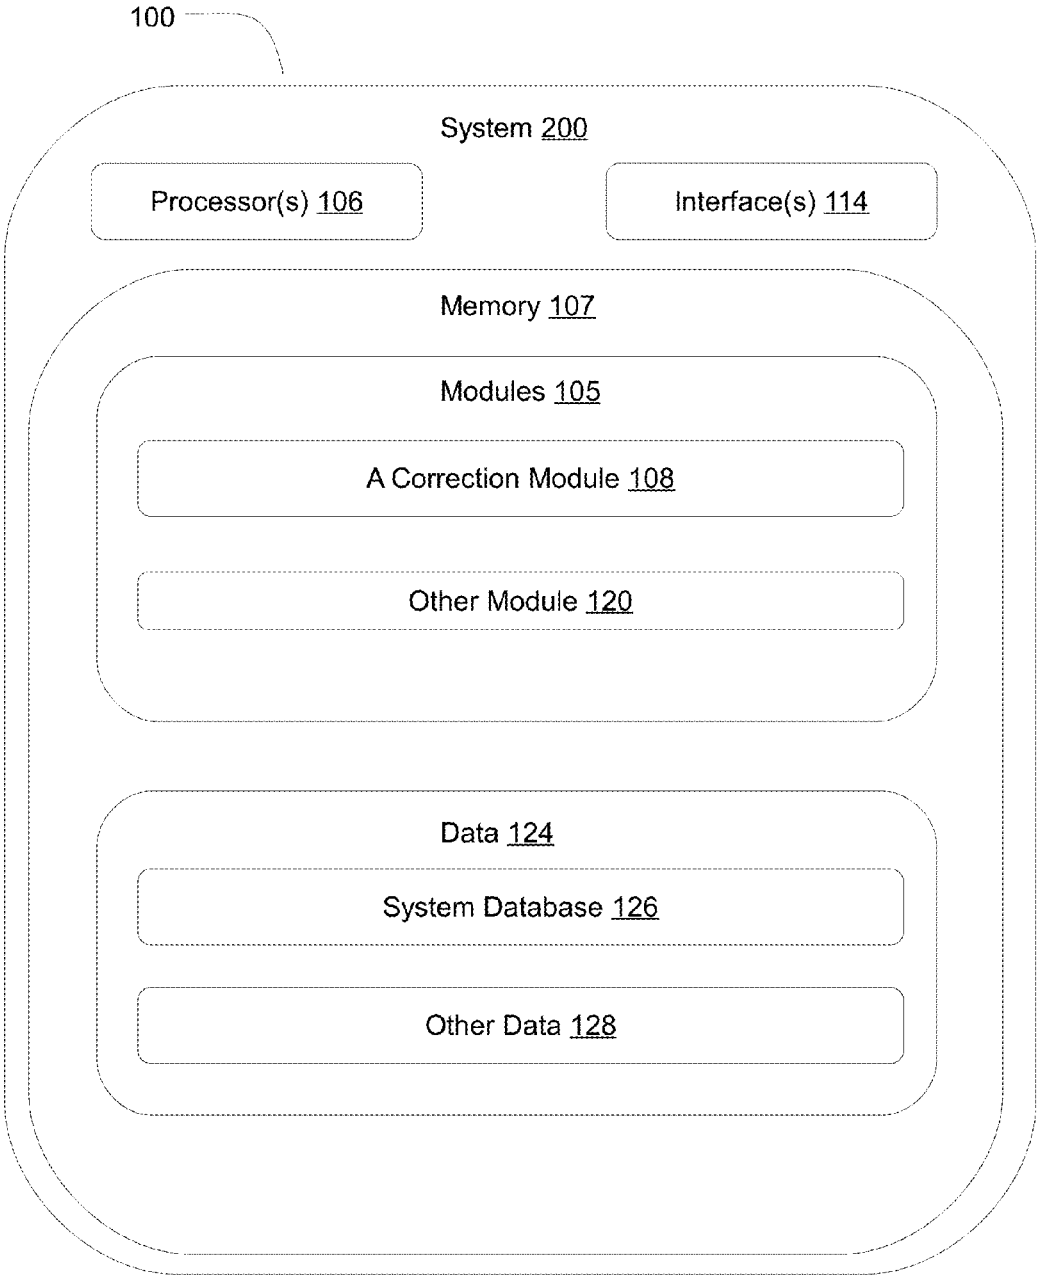 100
System 200
Processor(s) 106
Interface(s) 114
Memory 107
Modules 105
A Correction Module 108
Other Module 120
Data 124
System Database 126
Other Data 128